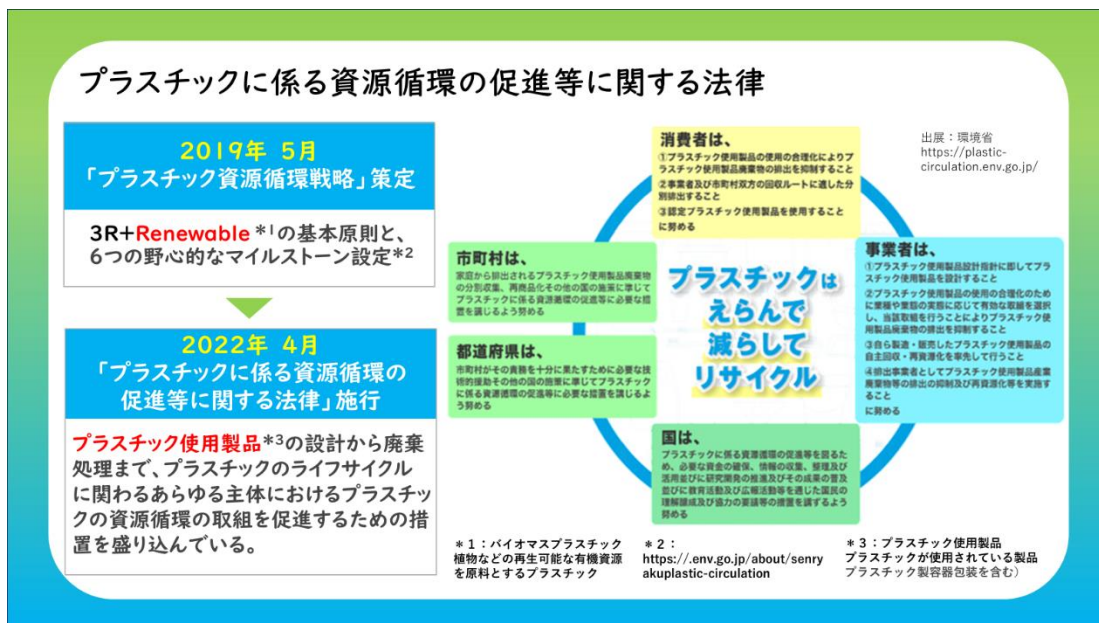 プラスチックに係る資源循環の促進等に関する法律
2019年 5月
「プラスチック資源循環戦略」策定
3R+Renewable *1の基本原則と、
6つの野心的なマイルストーン設定*2
2022年 4月
「プラスチックに係る資源循環の
促進等に関する法律」施行
プラスチック使用製品*3の設計から廃棄
処理まで、プラスチックのライフサイクル
に関わるあらゆる主体におけるプラスチッ
クの資源循環の取組を促進するための措
置を盛り込んでいる。
出展：環境省
https://plastic-
circulation.env.go.jp/
消費者は、
①プラスチック使用製品の使用の合理化によりプ
ラスチック使用製品廃棄物の排出を抑制すること
②事業者及び市町村双方の回収ルートに適した分
別排出すること
③認定プラスチック使用製品を使用すること
に努める
市町村は、
家庭から排出されるプラスチック使用製品廃棄物
の分別収集、再商品化その他の国の施策に準じて
プラスチックに係る資源循環の促進等に必要な措
置を講じるよう努める
都道府県は、
市町村がその責務を十分に果たすために必要な技
術的援助その他の国の施策に準じてプラスチック
に係る資源循環の促進等に必要な措置を講じるよ
う努める
プラスチックは
えらんで
減らして
リサイクル
事業者は、
①プラスチック使用製品設計指針に即してプラ
スチック使用製品を設計すること
②プラスチック使用製品の使用の合理化のため
に業種や業態の実態に応じて有効な取組を選択
し、当該取組を行うことによりプラスチック使
用製品廃棄物の排出を抑制すること
③自ら製造・販売したプラスチック使用製品の
自主回収・再資源化を率先して行うこと
④排出事業者としてプラスチック使用製品産業
廃棄物等の排出の抑制及び再資源化等を実施す
ること
に努める
国は、
プラスチックに係る資源循環の促進等を図るた
め、必要な資金の確保、情報の収集、整理及び
活用並びに研究開発の推進及びその成果の普及
並びに教育活動及び広報活動等を通じた国民の
理解醸成及び協力の要請等の措置を講ずるよう
努める
＊1：バイオマスプラスチック
植物などの再生可能な有機資源
を原料とするプラスチック
＊2：
https://.env.go.jp/about/senry
akuplastic-circulation
＊3：プラスチック使用製品
プラスチックが使用されている製品
プラスチック製容器包装を含む）